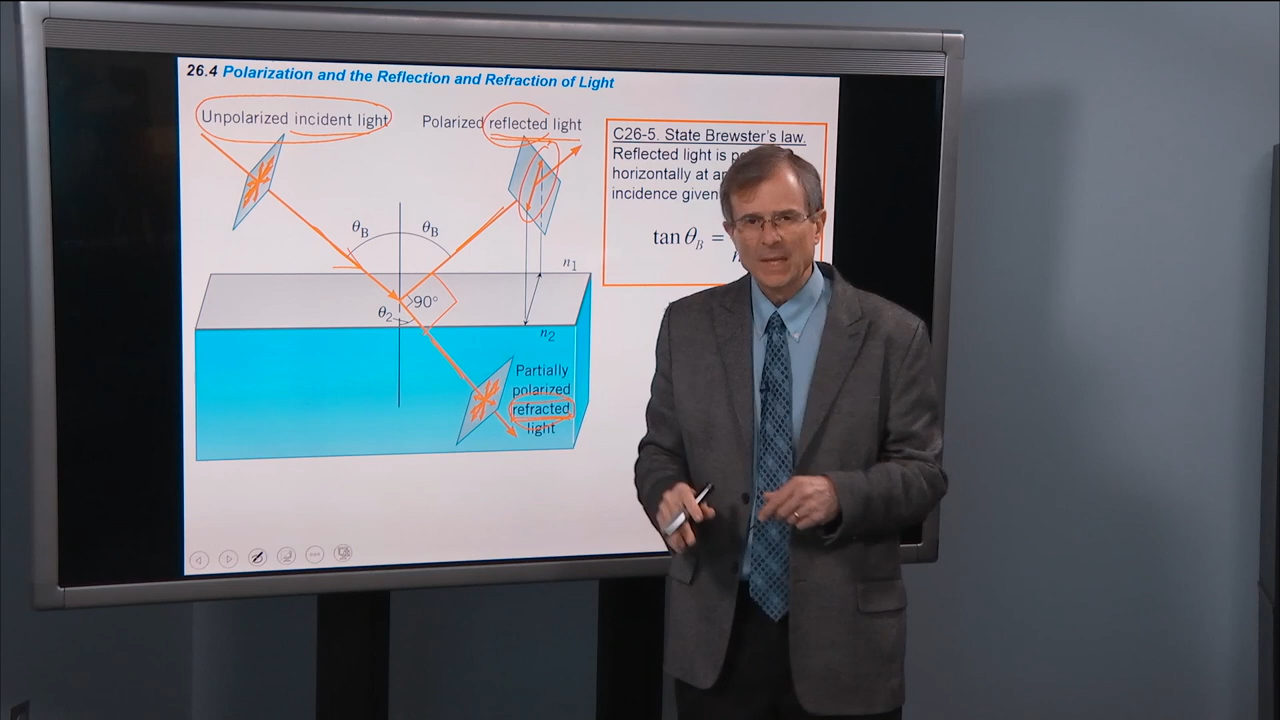 26.4 Polarization and the Reflection and Refraction of Light
Unpolarized incident light
Polarized reflected light
C26-5. State Brewster's law.
Reflected light is
horizontally at
incidence given
tan θB =
θB
θB
n1
90°
θ2
n2
Partially
polarized
refracted
light